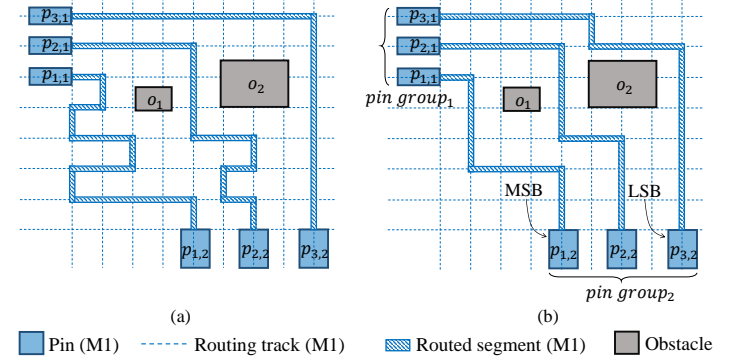 p3,1
p2,1
p1,1
o1
o2
p1,2
p2,2
p3,2
(a)
p3,1
p2,1
p1,1
pin group1
o1
o2
MSB
LSB
p1,2
p2,2
p3,2
pin group2
(b)
Pin (M1)
Routing track (M1)
Routed segment (M1)
Obstacle